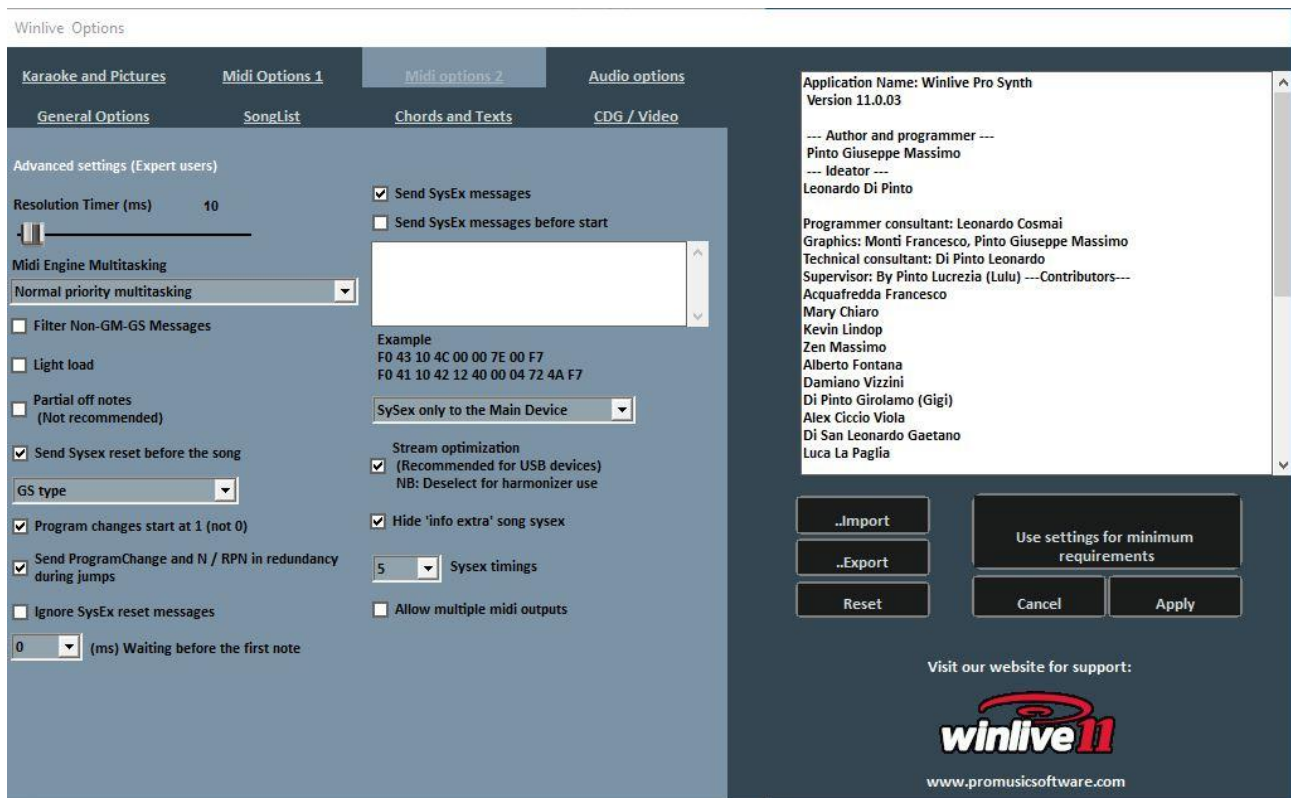 Winlive Options
Karaoke and Pictures
Midi Options 1
Midi options 2
Audio options
General Options
SongList
Chords and Texts
CDG / Video
Advanced settings (Expert users)
Resolution Timer (ms) 10
Midi Engine Multitasking
Normal priority multitasking
Filter Non-GM-GS Messages
Light load
Partial off notes
(Not recommended)
Send Sysex reset before the song
GS type
Program changes start at 1 (not 0)
Send ProgramChange and N / RPN in redundancy
during jumps
Ignore SysEx reset messages
0 (ms) Waiting before the first note
Send SysEx messages
Send SysEx messages before start
Example
F0 43 10 4C 00 00 7E 00 F7
F0 41 10 42 12 40 00 04 72 4A F7
SySex only to the Main Device
Stream optimization
(Recommended for USB devices)
NB: Deselect for harmonizer use
Hide 'info extra' song sysex
5 Sysex timings
Allow multiple midi outputs
Application Name: Winlive Pro Synth
Version 11.0.03
--- Author and programmer ---
Pinto Giuseppe Massimo
--- Ideator ---
Leonardo Di Pinto
Programmer consultant: Leonardo Cosmai
Graphics: Monti Francesco, Pinto Giuseppe Massimo
Technical consultant: Di Pinto Leonardo
Supervisor: By Pinto Lucrezia (Lulu) ---Contributors---
Acquafredda Francesco
Mary Chiaro
Kevin Lindop
Zen Massimo
Alberto Fontana
Damiano Vizzini
Di Pinto Girolamo (Gigi)
Alex Ciccio Viola
Di San Leonardo Gaetano
Luca La Paglia
..Import
..Export
Reset
Use settings for minimum
requirements
Cancel
Apply
Visit our website for support:
winlive 11
www.promusicsoftware.com